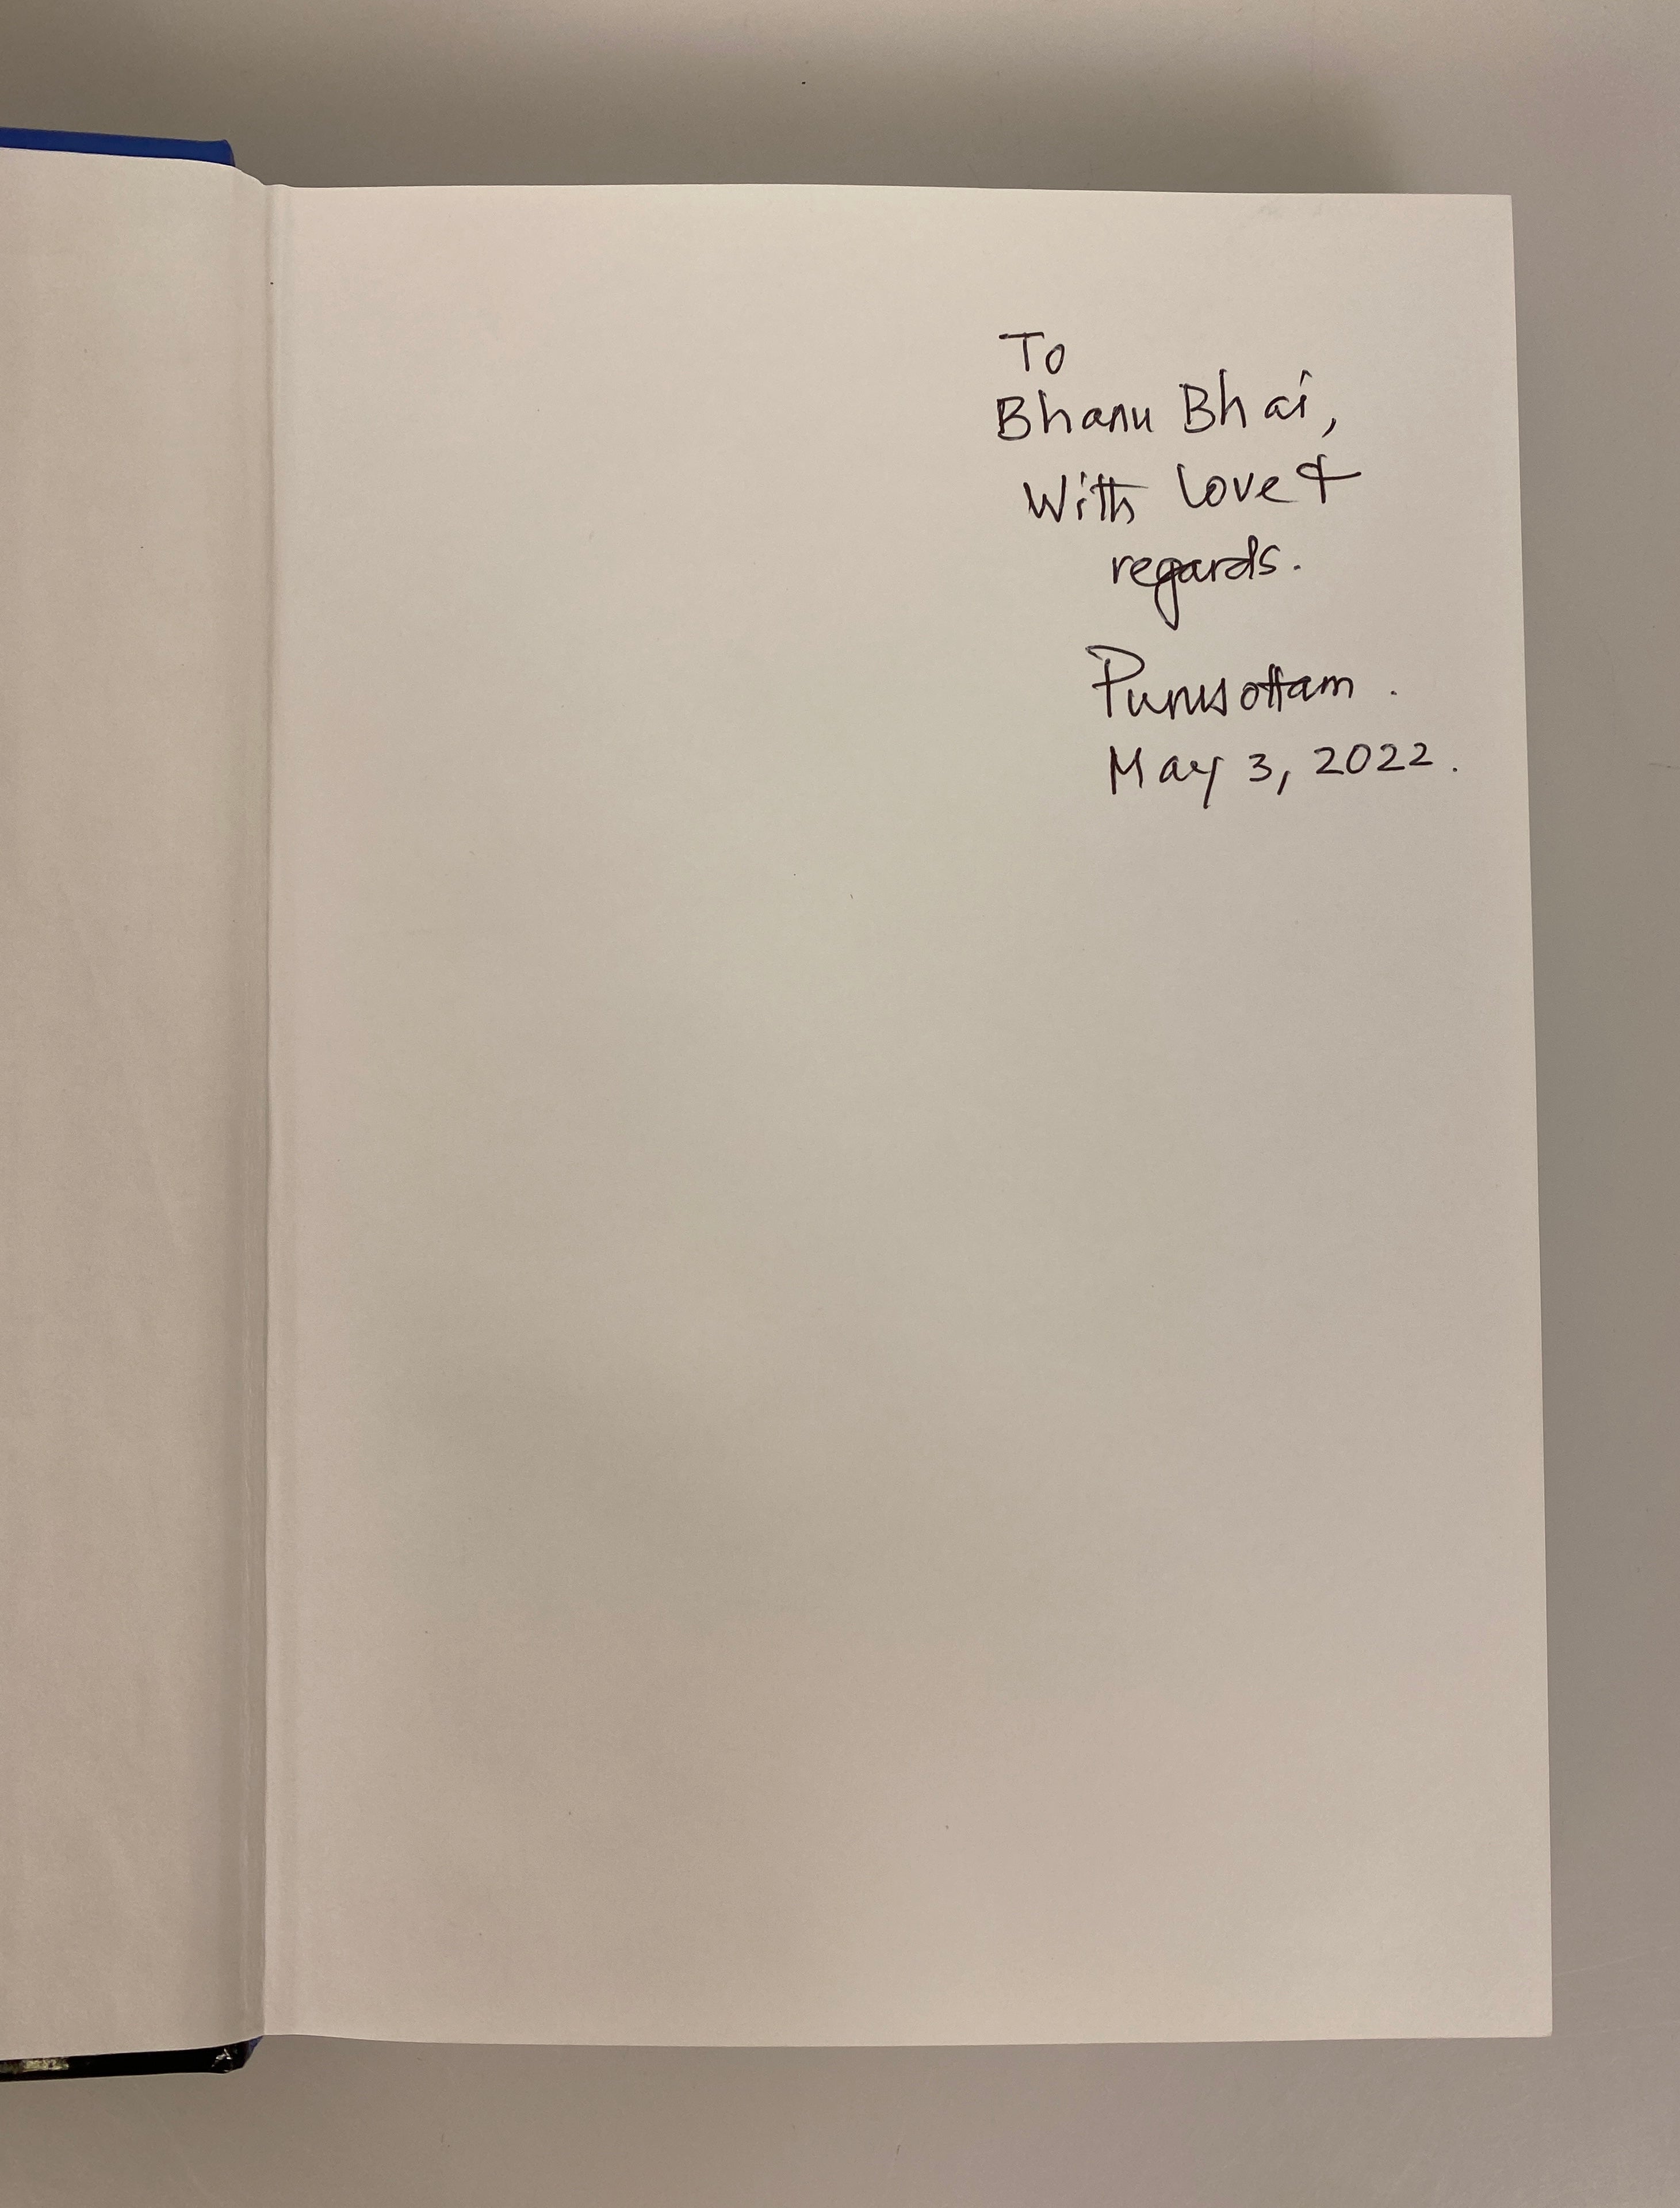 To
Bhanu Bhai,
With love &
regards.
Purusottam.
May 3, 2022.